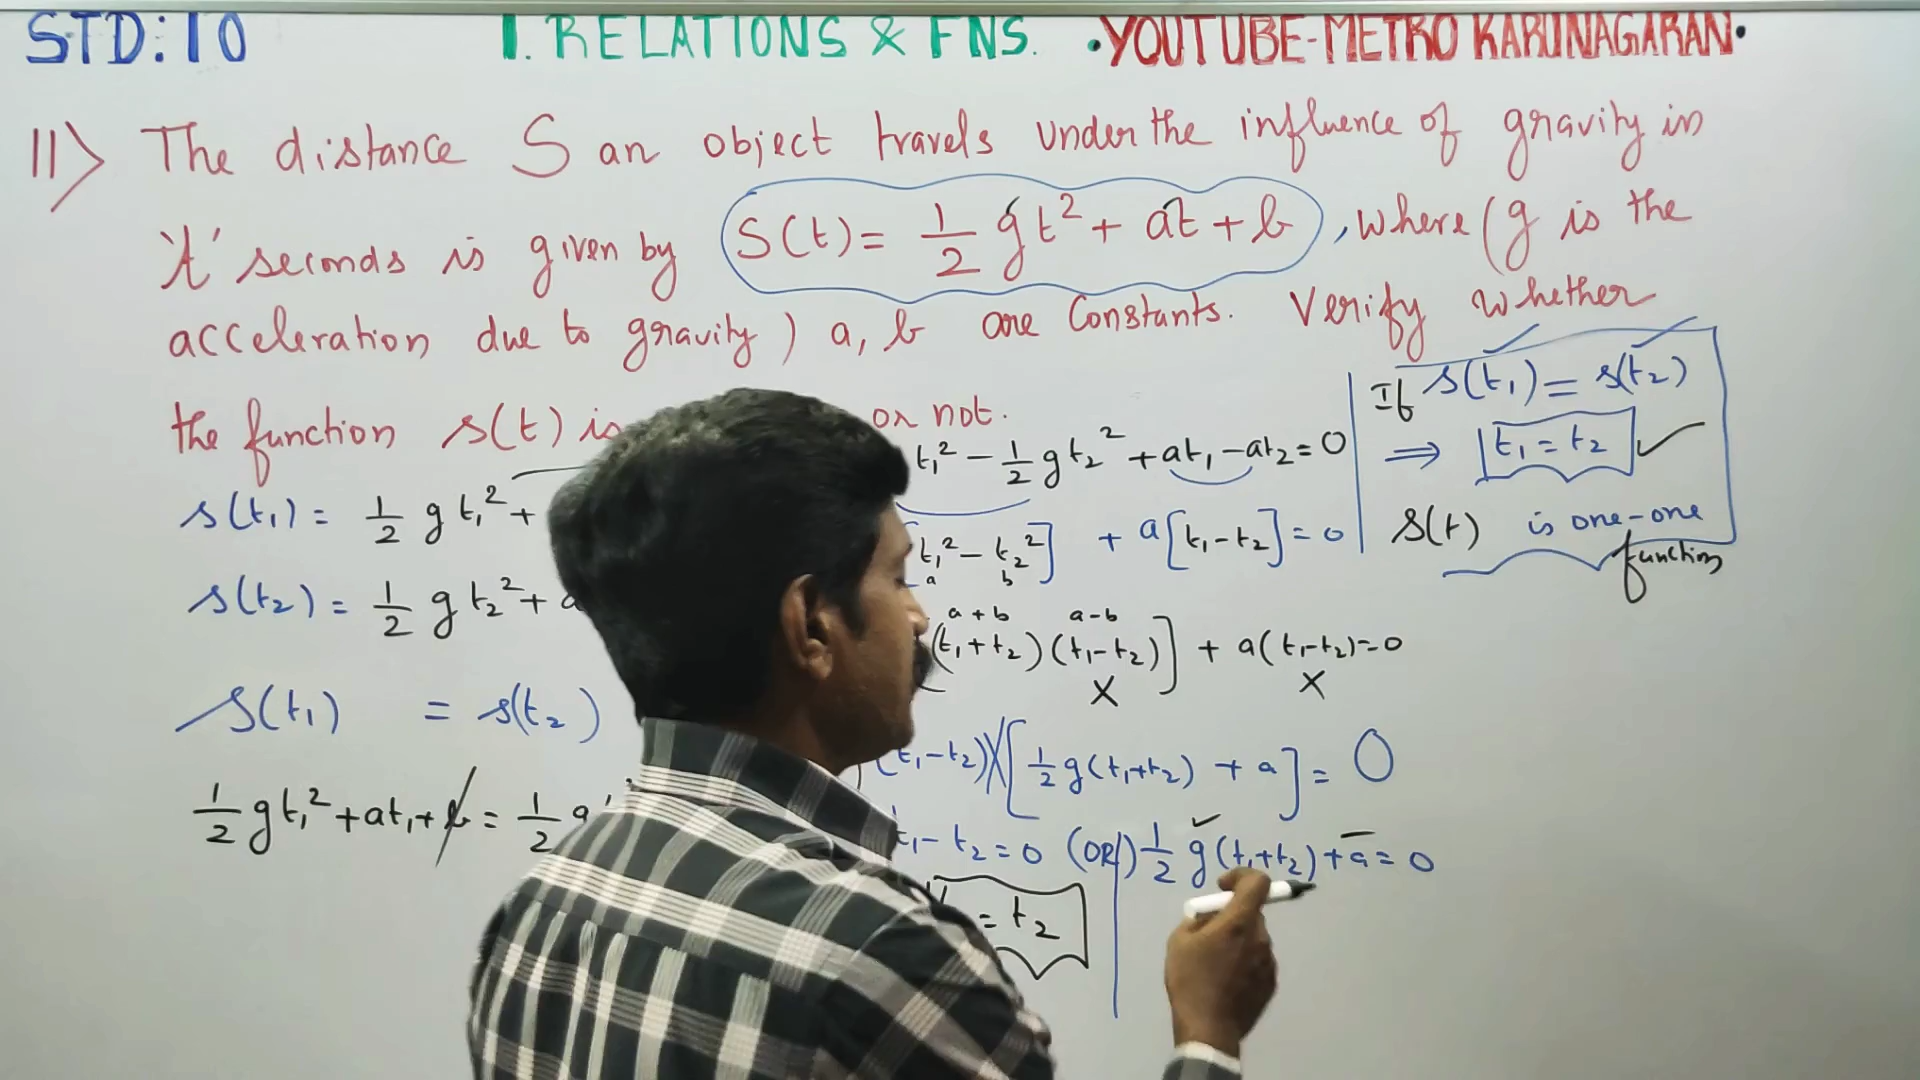 STD: 10 1. RELATIONS & FNS. •YOUTUBE-METRO KARUNAGARAN•
11) The distance S an object travels under the influence of gravity in
't' seconds is given by S(t) = 1/2 gt² + at + b, where (g is the
acceleration due to gravity) a, b are Constants. Verify whether
the function s(t) is or not.
s(t₁) = 1/2 g t₁² +
s(t₂) = 1/2 g t₂² + a
s(t₁) = s(t₂)
1/2 gt₁² + at₁ + b = 1/2 g
t₁² - 1/2 g t₂² + at₁ - at₂ = 0
[t₁² - t₂²] + a[t₁ - t₂] = 0
a b
a + b a - b
(t₁ + t₂)(t₁ - t₂)] + a(t₁ - t₂) = 0
X X
(t₁ - t₂) [1/2 g(t₁ + t₂) + a] = 0
t₁ - t₂ = 0 (OR) 1/2 g(t₁ + t₂) + a = 0
= t₂
If s(t₁) = s(t₂)
⇒ t₁ = t₂ ✓
S(t) is one-one
function